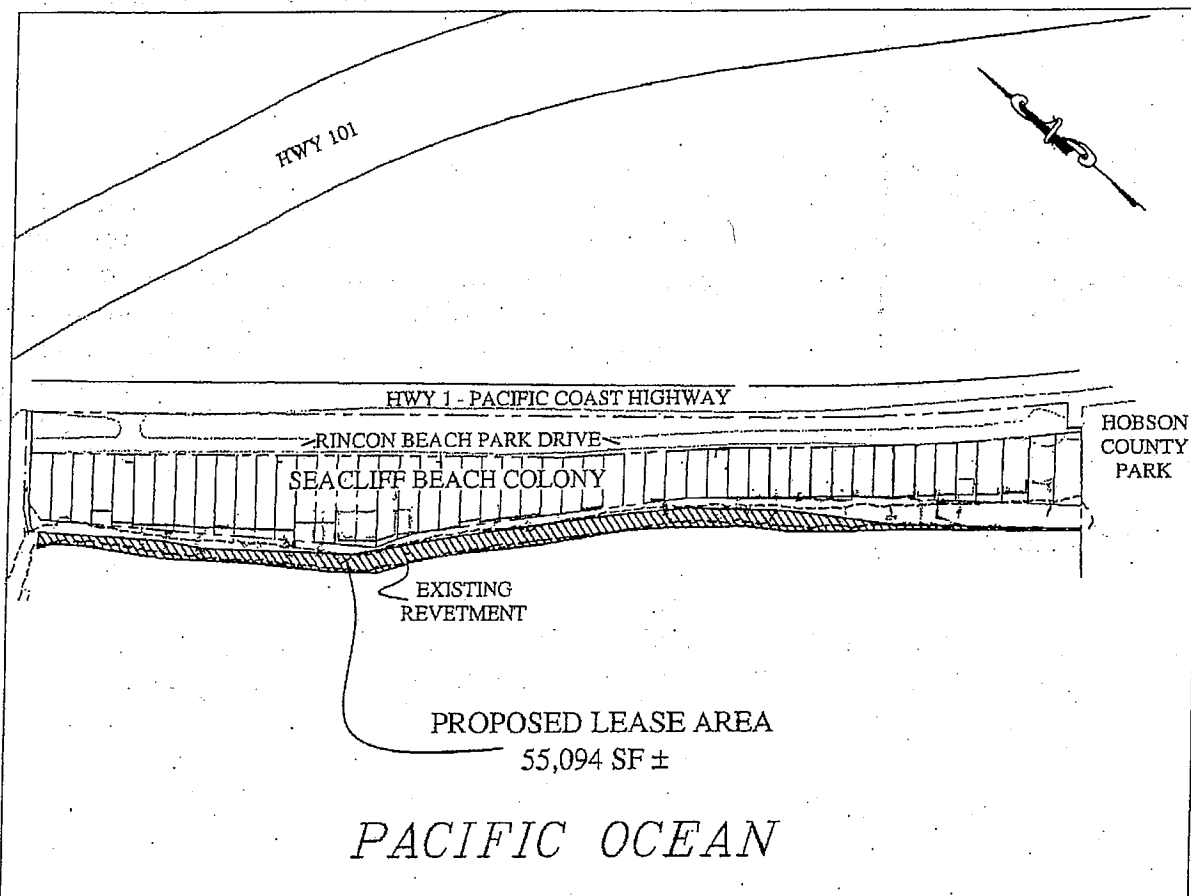 HWY 101
HWY 1 - PACIFIC COAST HIGHWAY
RINCON BEACH PARK DRIVE
SEACLIFF BEACH COLONY
HOBSON
COUNTY
PARK
EXISTING
REVETMENT
PROPOSED LEASE AREA
55,094 SF ±
PACIFIC OCEAN